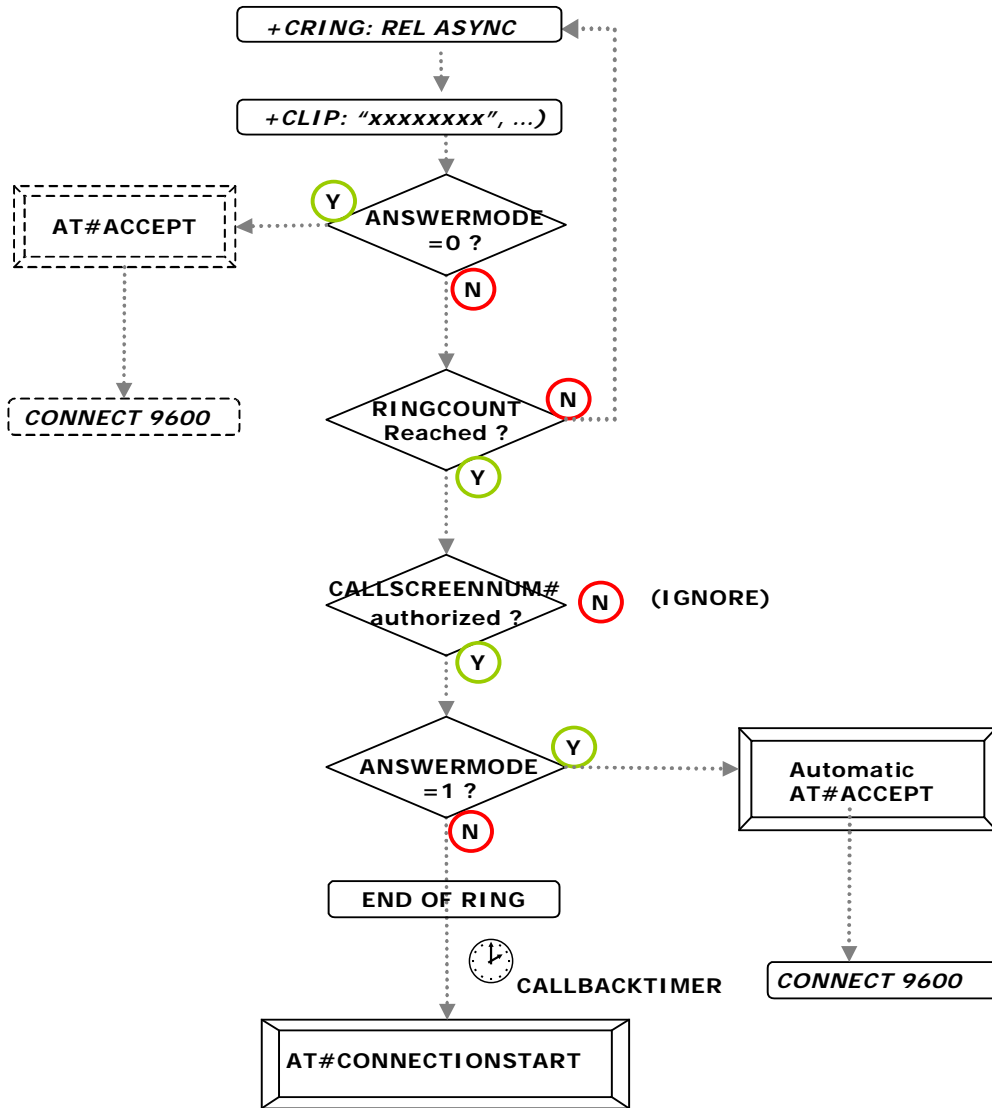 +CRING: REL ASYNC
+CLIP: “xxxxxxxx”, …)
Y
AT#ACCEPT
ANSWERMODE
=0 ?
N
CONNECT 9600
RINGCOUNT
Reached ?
N
Y
CALLSCREENNUM#
authorized ?
N
(IGNORE)
Y
ANSWERMODE
=1 ?
Y
Automatic
AT#ACCEPT
N
END OF RING
CALLBACKTIMER
CONNECT 9600
AT#CONNECTIONSTART